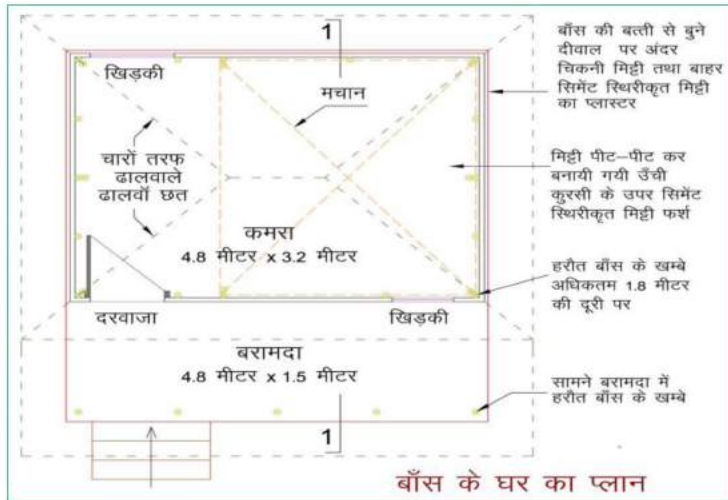 1
खिड़की
मचान
चारों तरफ
ढालवाले
ढालवॉ छत
कमरा
4.8 मीटर x 3.2 मीटर
दरवाजा
खिड़की
बरामदा
4.8 मीटर x 1.5 मीटर
1
बाँस की बत्ती से बुने
दीवाल पर अंदर
चिकनी मिट्टी तथा बाहर
सिमेंट स्थिरीकृत मिट्टी
का प्लास्टर
मिट्टी पीट–पीट कर
बनायी गयी उँची
कुरसी के उपर सिमेंट
स्थिरीकृत मिट्टी फर्श
हरौत बाँस के खम्बे
अधिकतम 1.8 मीटर
की दूरी पर
सामने बरामदा में
हरौत बाँस के खम्बे
बाँस के घर का प्लान